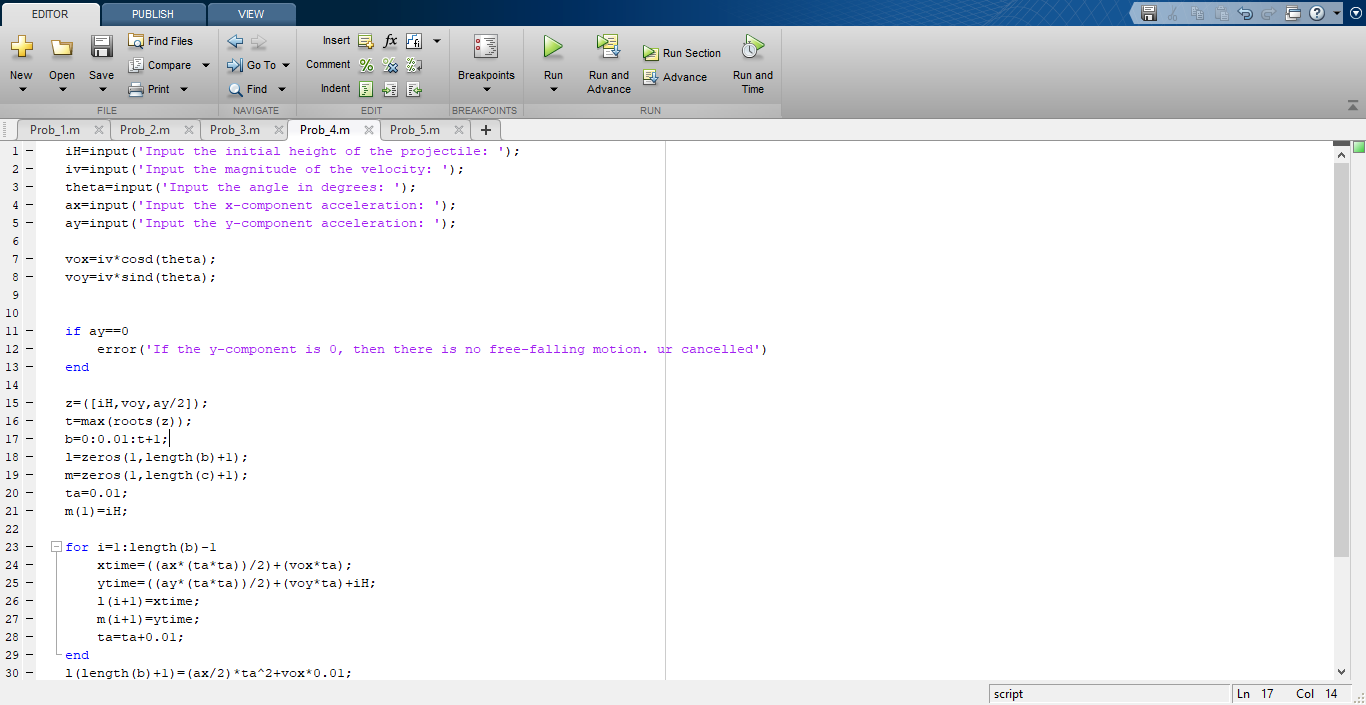 EDITOR PUBLISH VIEW
New Open Save Find Files Compare Print
Insert fx Comment Indent
Go To Find
Breakpoints
Run Run and Advance Run Section Advance Run and Time
FILE NAVIGATE EDIT BREAKPOINTS RUN
Prob_1.m Prob_2.m Prob_3.m Prob_4.m Prob_5.m
1 iH=input('Input the initial height of the projectile: ');
2 iv=input('Input the magnitude of the velocity: ');
3 theta=input('Input the angle in degrees: ');
4 ax=input('Input the x-component acceleration: ');
5 ay=input('Input the y-component acceleration: ');
6
7 vox=iv*cosd(theta);
8 voy=iv*sind(theta);
9
10
11 if ay==0
12 error('If the y-component is 0, then there is no free-falling motion. ur cancelled')
13 end
14
15 z=([iH,voy,ay/2]);
16 t=max(roots(z));
17 b=0:0.01:t+1;
18 l=zeros(1,length(b)+1);
19 m=zeros(1,length(c)+1);
20 ta=0.01;
21 m(1)=iH;
22
23 for i=1:length(b)-1
24 xtime=((ax*(ta*ta))/2)+(vox*ta);
25 ytime=((ay*(ta*ta))/2)+(voy*ta)+iH;
26 l(i+1)=xtime;
27 m(i+1)=ytime;
28 ta=ta+0.01;
29 end
30 l(length(b)+1)=(ax/2)*ta^2+vox*0.01;
script Ln 17 Col 14